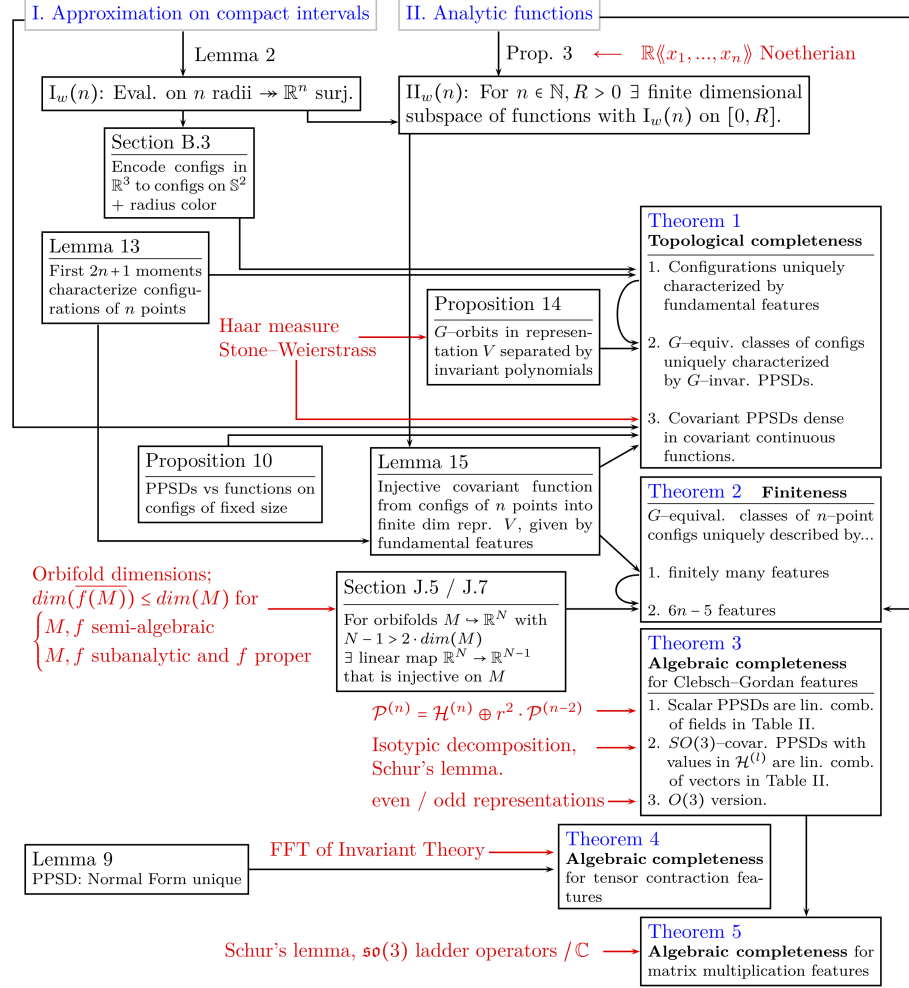 I. Approximation on compact intervals
II. Analytic functions
Lemma 2
Prop. 3 ⟵ ℝ⟪x₁, ..., xₙ⟫ Noetherian
I_w(n): Eval. on n radii ↠ ℝⁿ surj.
II_w(n): For n ∈ ℕ, R > 0 ∃ finite dimensional
subspace of functions with I_w(n) on [0, R].
Section B.3
Encode configs in
ℝ³ to configs on 𝕊²
+ radius color
Lemma 13
First 2n + 1 moments
characterize configu-
rations of n points
Theorem 1
Topological completeness
1. Configurations uniquely
characterized by
fundamental features
2. G–equiv. classes of configs
uniquely characterized
by G–invar. PPSDs.
3. Covariant PPSDs dense
in covariant continuous
functions.
Haar measure
Stone–Weierstrass
Proposition 14
G–orbits in represen-
tation V separated by
invariant polynomials
Proposition 10
PPSDs vs functions on
configs of fixed size
Lemma 15
Injective covariant function
from configs of n points into
finite dim repr. V, given by
fundamental features
Theorem 2 Finiteness
G–equival. classes of n–point
configs uniquely described by...
1. finitely many features
2. 6n − 5 features
Orbifold dimensions;
dim(f(M)‾) ≤ dim(M) for
M, f semi-algebraic
M, f subanalytic and f proper
Section J.5 / J.7
For orbifolds M ↪ ℝᴺ with
N − 1 > 2 · dim(M)
∃ linear map ℝᴺ → ℝᴺ⁻¹
that is injective on M
Theorem 3
Algebraic completeness
for Clebsch–Gordan features
1. Scalar PPSDs are lin. comb.
of fields in Table II.
2. SO(3)–covar. PPSDs with
values in ℋ⁽ˡ⁾ are lin. comb.
of vectors in Table II.
3. O(3) version.
𝒫⁽ⁿ⁾ = ℋ⁽ⁿ⁾ ⊕ r² · 𝒫⁽ⁿ⁻²⁾
Isotypic decomposition,
Schur's lemma.
even / odd representations
Lemma 9
PPSD: Normal Form unique
FFT of Invariant Theory
Theorem 4
Algebraic completeness
for tensor contraction fea-
tures
Schur's lemma, 𝔰𝔬(3) ladder operators / ℂ
Theorem 5
Algebraic completeness for
matrix multiplication features